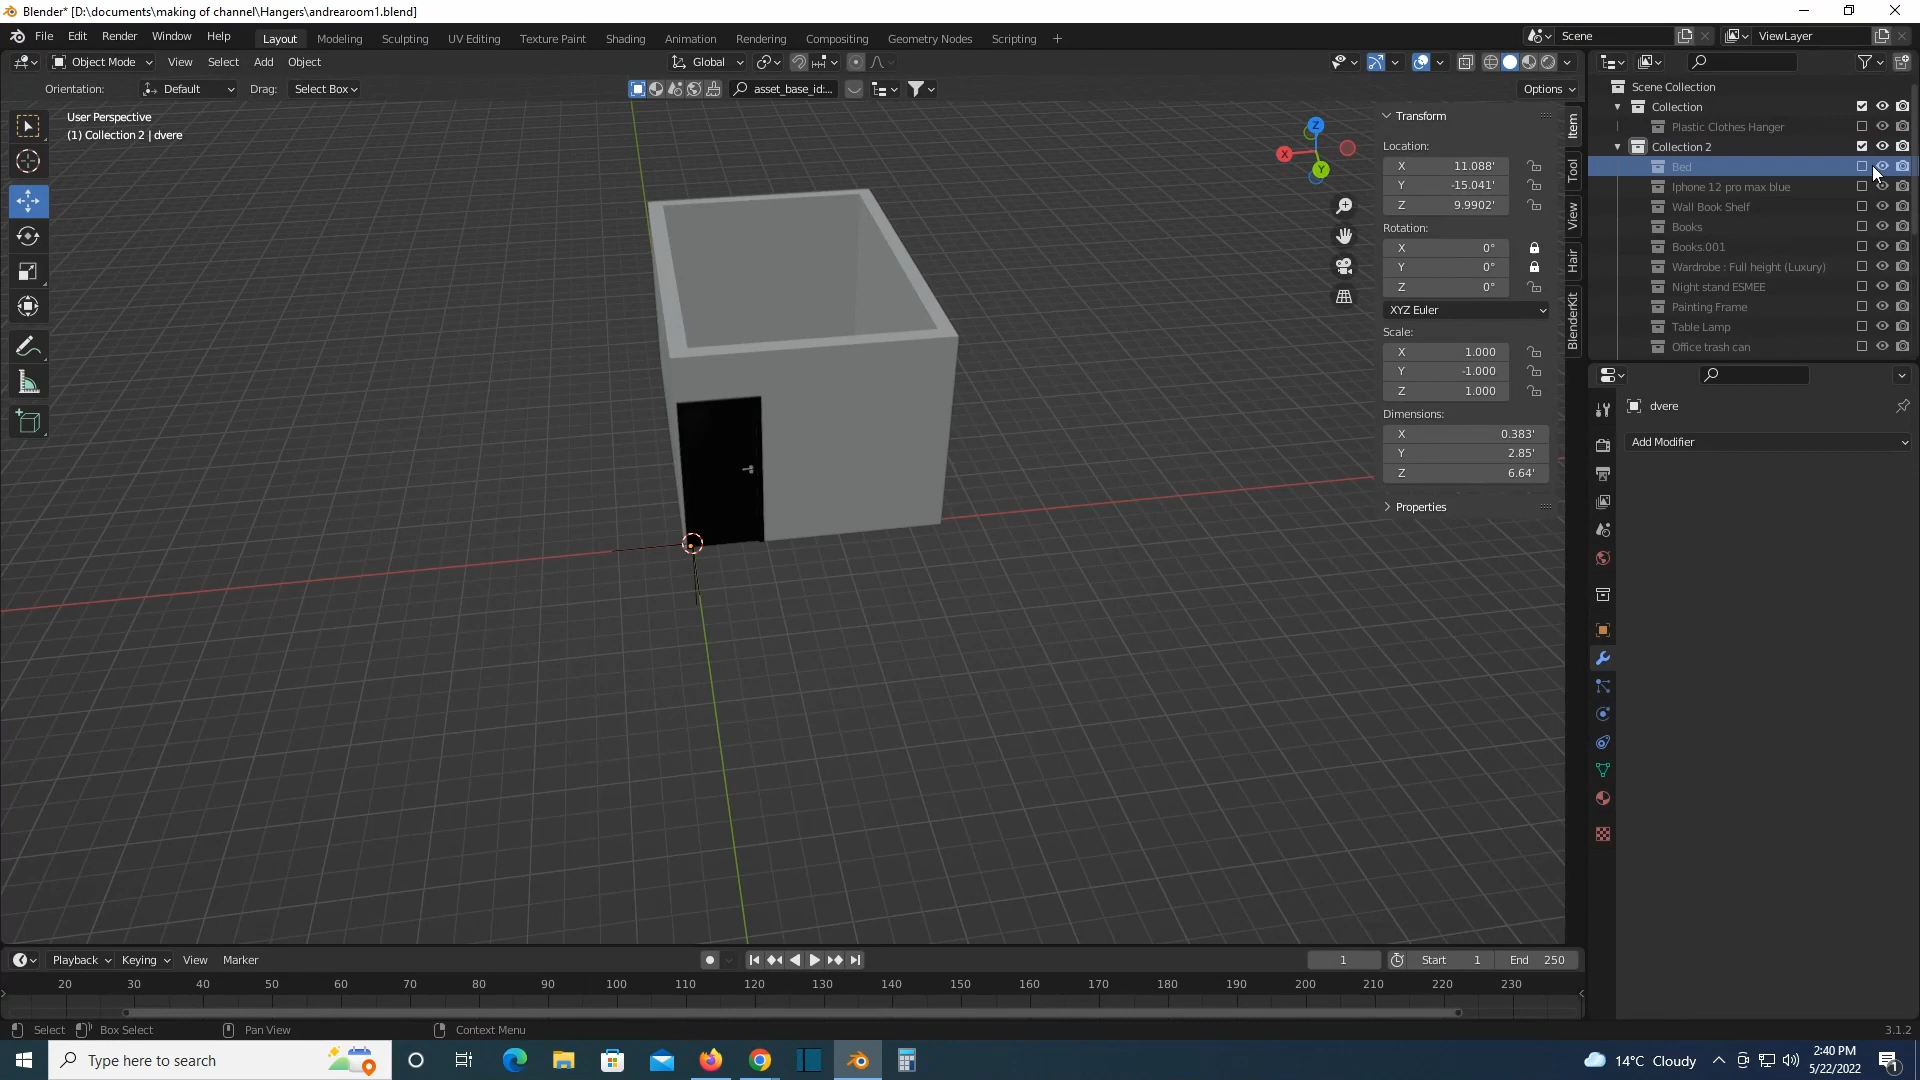 Blender* [D:\documents\making of channel\Hangers\andrearoom1.blend]
File Edit Render Window Help Layout Modeling Sculpting UV Editing Texture Paint Shading Animation Rendering Compositing Geometry Nodes Scripting + Scene ViewLayer
Object Mode View Select Add Object Global
Orientation: Default Drag: Select Box asset_base_id:... Options
User Perspective
(1) Collection 2 | dvere
Z
X
Y
Transform
Location:
X 11.088'
Y -15.041'
Z 9.9902'
Rotation:
X 0°
Y 0°
Z 0°
XYZ Euler
Scale:
X 1.000
Y -1.000
Z 1.000
Dimensions:
X 0.383'
Y 2.85'
Z 6.64'
Properties
Item
Tool
View
Hair
BlenderKit
Scene Collection
Collection
Plastic Clothes Hanger
Collection 2
Bed
Iphone 12 pro max blue
Wall Book Shelf
Books
Books.001
Wardrobe : Full height (Luxury)
Night stand ESMEE
Painting Frame
Table Lamp
Office trash can
dvere
Add Modifier
Playback Keying View Marker 1 Start 1 End 250
20 30 40 50 60 70 80 90 100 110 120 130 140 150 160 170 180 190 200 210 220 230
Select Box Select Pan View Context Menu 3.1.2
Type here to search 14°C Cloudy 2:40 PM
5/22/2022
1